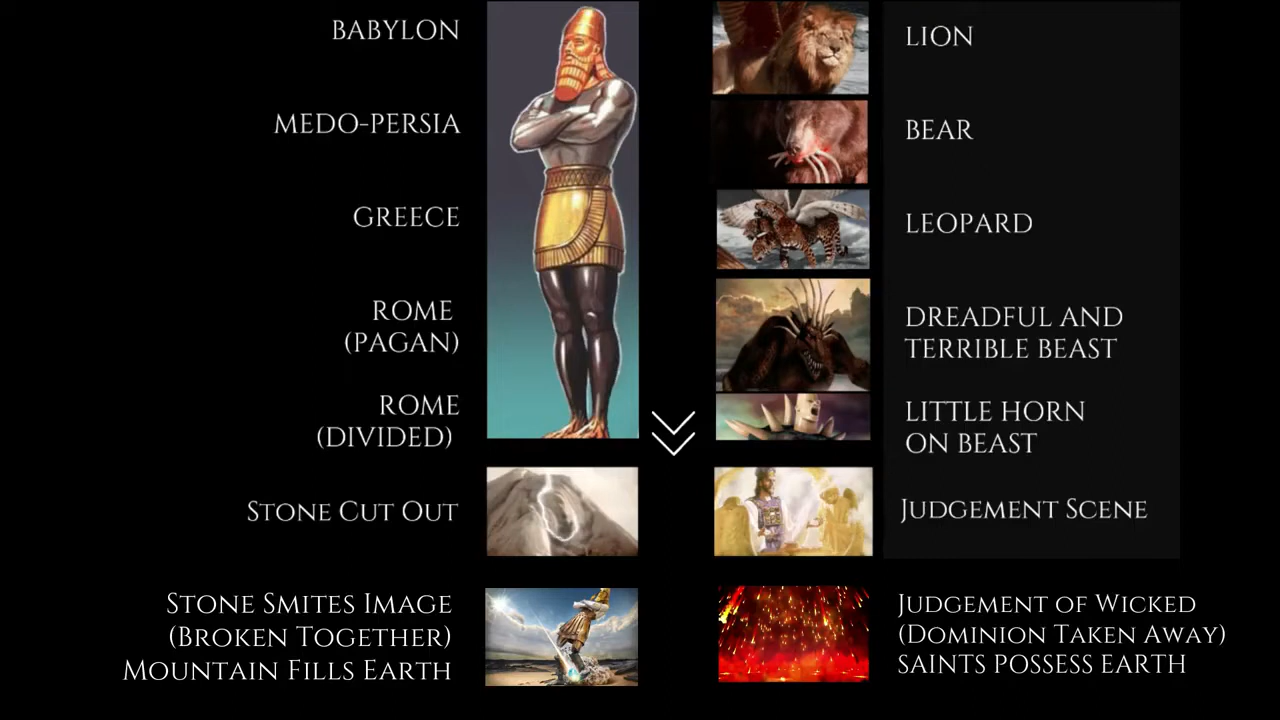 BABYLON
LION
MEDO-PERSIA
BEAR
GREECE
LEOPARD
ROME
(PAGAN)
DREADFUL AND
TERRIBLE BEAST
ROME
(DIVIDED)
LITTLE HORN
ON BEAST
STONE CUT OUT
JUDGEMENT SCENE
STONE SMITES IMAGE
(BROKEN TOGETHER)
MOUNTAIN FILLS EARTH
JUDGEMENT OF WICKED
(DOMINION TAKEN AWAY)
SAINTS POSSESS EARTH